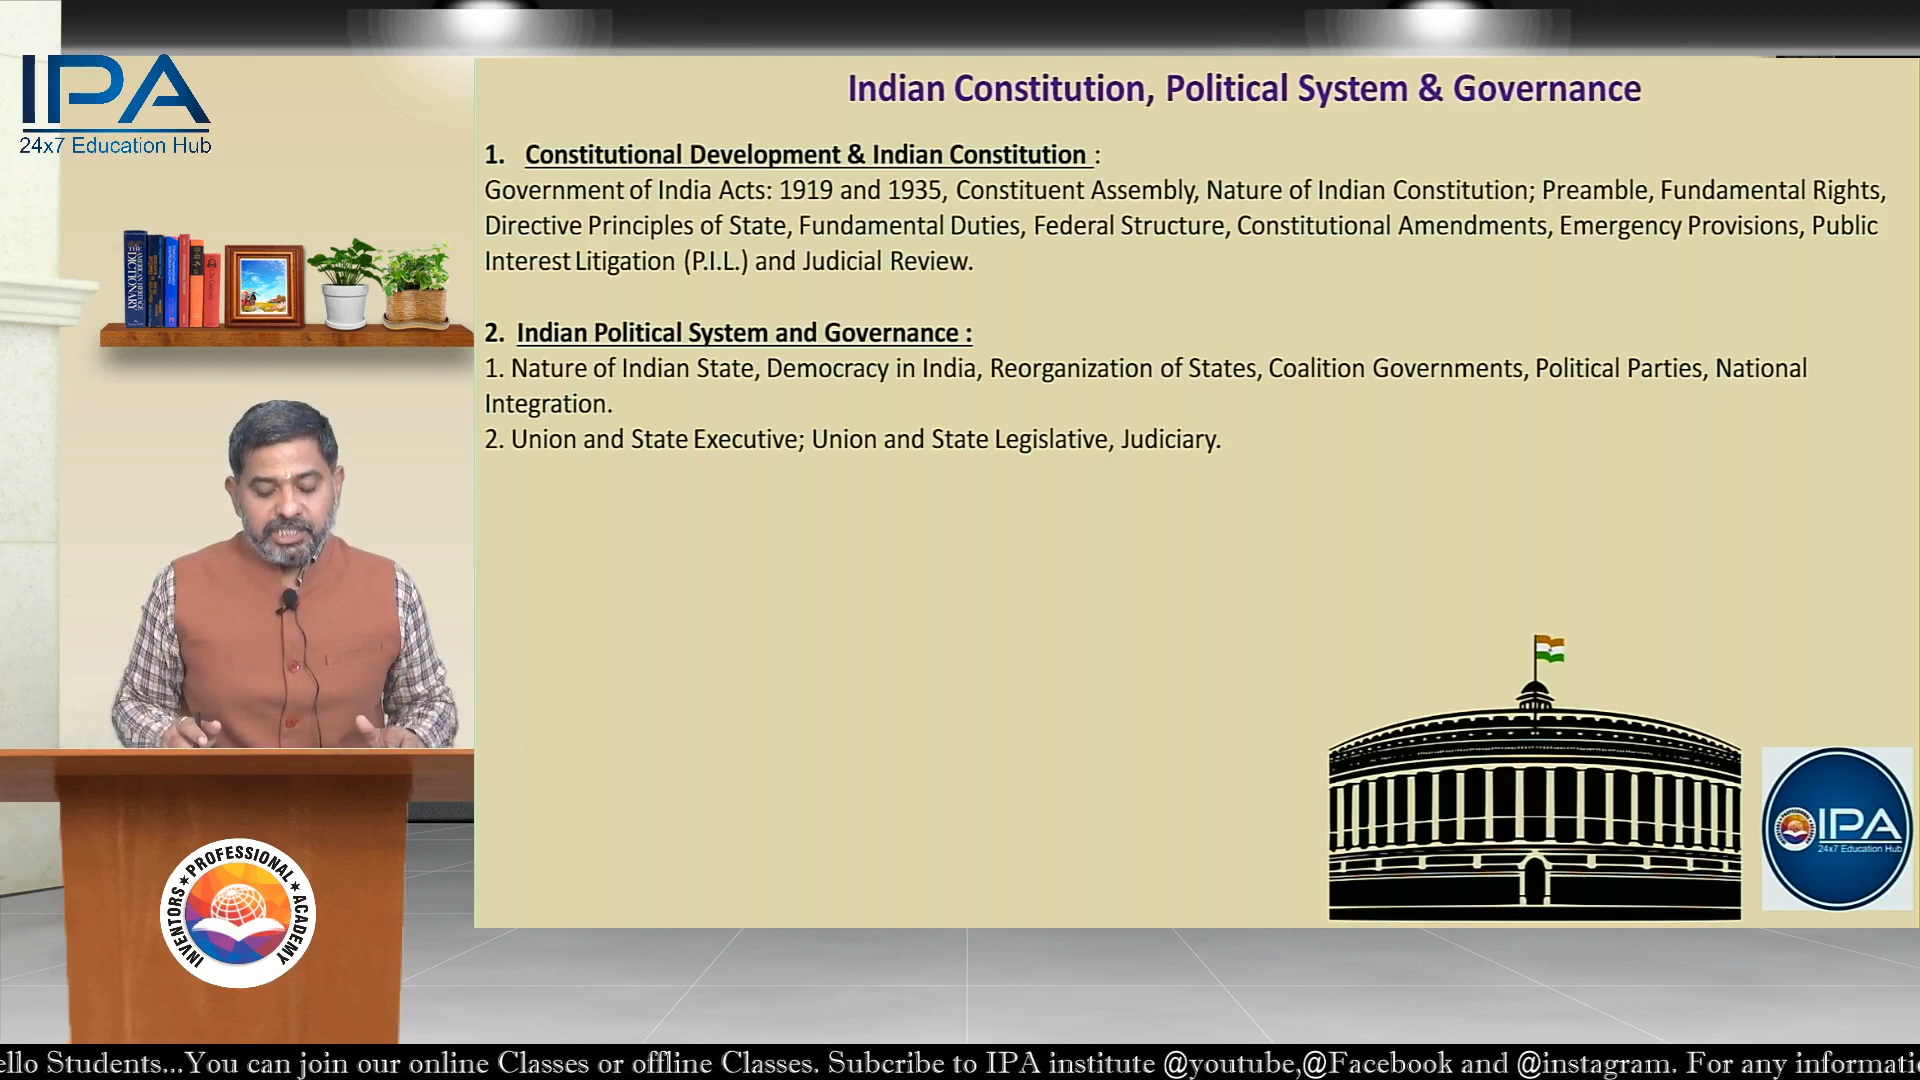 IPA
24x7 Education Hub
Indian Constitution, Political System & Governance
1. Constitutional Development & Indian Constitution :
Government of India Acts: 1919 and 1935, Constituent Assembly, Nature of Indian Constitution; Preamble, Fundamental Rights,
Directive Principles of State, Fundamental Duties, Federal Structure, Constitutional Amendments, Emergency Provisions, Public
Interest Litigation (P.I.L.) and Judicial Review.
2. Indian Political System and Governance :
1. Nature of Indian State, Democracy in India, Reorganization of States, Coalition Governments, Political Parties, National
Integration.
2. Union and State Executive; Union and State Legislative, Judiciary.
THE
DICTIONARY
IPA
24x7 Education Hub
INVENTORS ★ PROFESSIONAL ★ ACADEMY
ello Students...You can join our online Classes or offline Classes. Subcribe to IPA institute @youtube,@Facebook and @instagram. For any informati